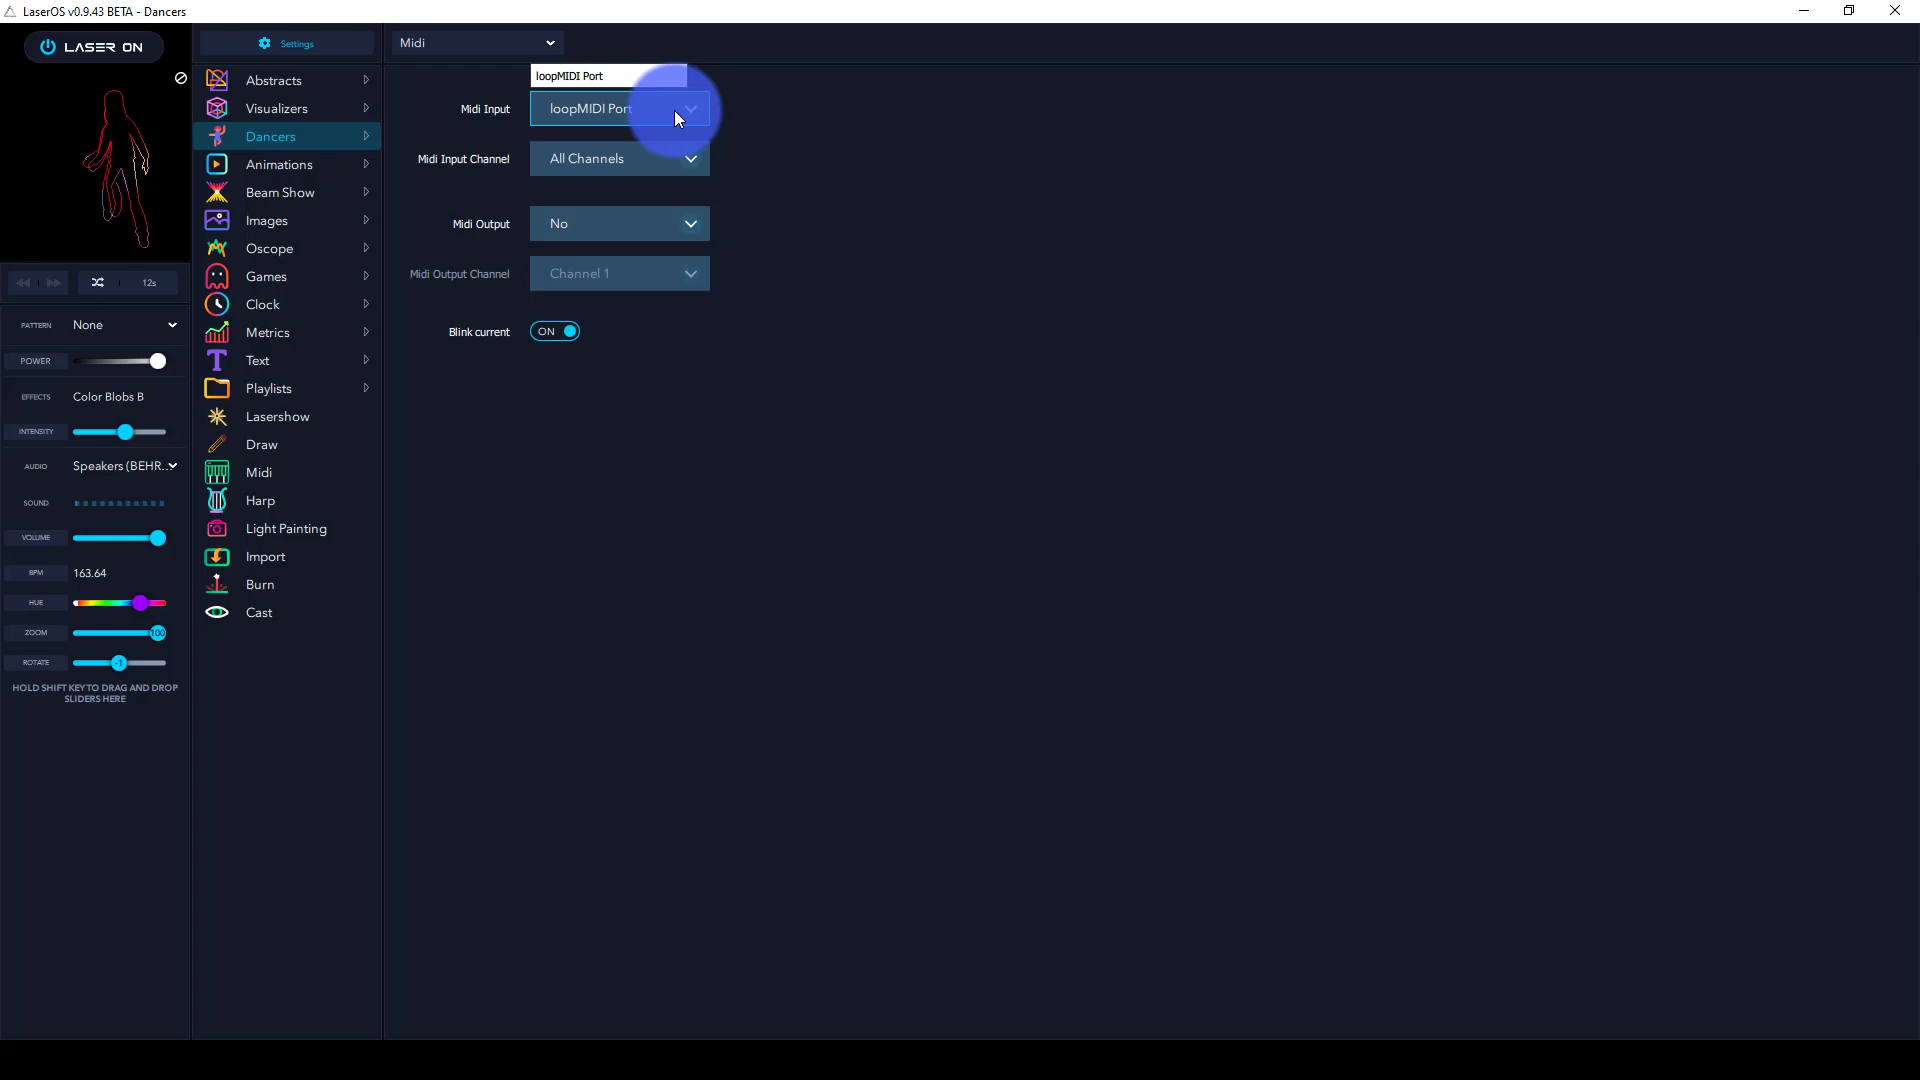 LaserOS v0.9.43 BETA - Dancers
LASER ON
12s
PATTERN None
POWER
EFFECTS Color Blobs B
INTENSITY
AUDIO Speakers (BEHR...
SOUND
VOLUME
BPM 163.64
HUE
ZOOM 100
ROTATE -1
HOLD SHIFT KEY TO DRAG AND DROP
SLIDERS HERE
Settings
Abstracts
Visualizers
Dancers
Animations
Beam Show
Images
Oscope
Games
Clock
Metrics
Text
Playlists
Lasershow
Draw
Midi
Harp
Light Painting
Import
Burn
Cast
Midi
loopMIDI Port
Midi Input loopMIDI Port
Midi Input Channel All Channels
Midi Output No
Midi Output Channel Channel 1
Blink current ON